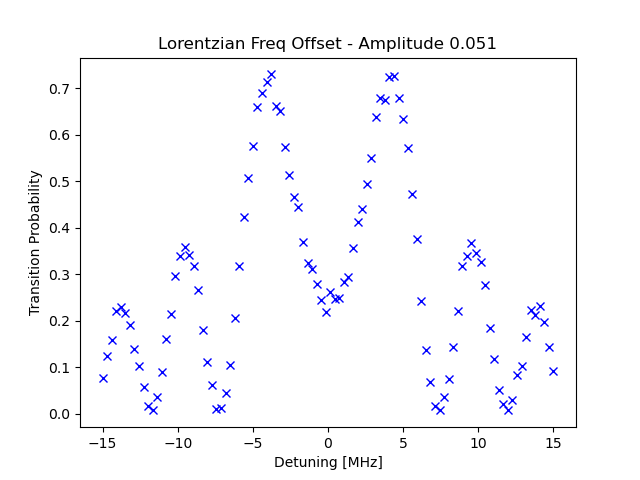 Lorentzian Freq Offset - Amplitude 0.051
Transition Probability
0.7
0.6
0.5
0.4
0.3
0.2
0.1
0.0
−15 −10 −5 0 5 10 15
Detuning [MHz]